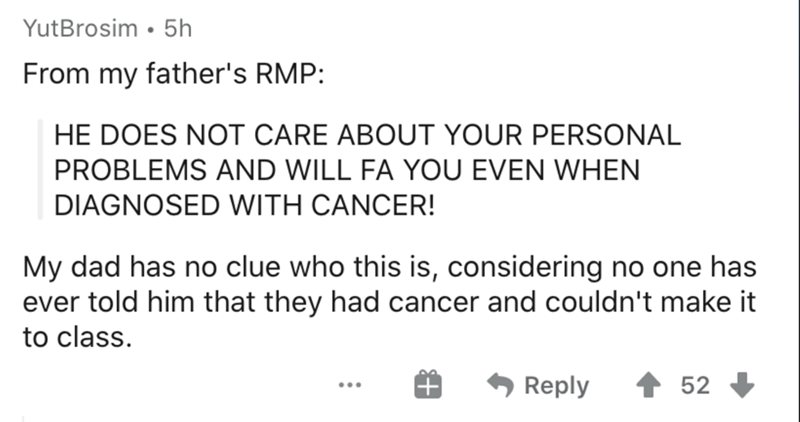 YutBrosim • 5h
From my father's RMP:
HE DOES NOT CARE ABOUT YOUR PERSONAL
PROBLEMS AND WILL FA YOU EVEN WHEN
DIAGNOSED WITH CANCER!
My dad has no clue who this is, considering no one has
ever told him that they had cancer and couldn't make it
to class.
... Reply 52